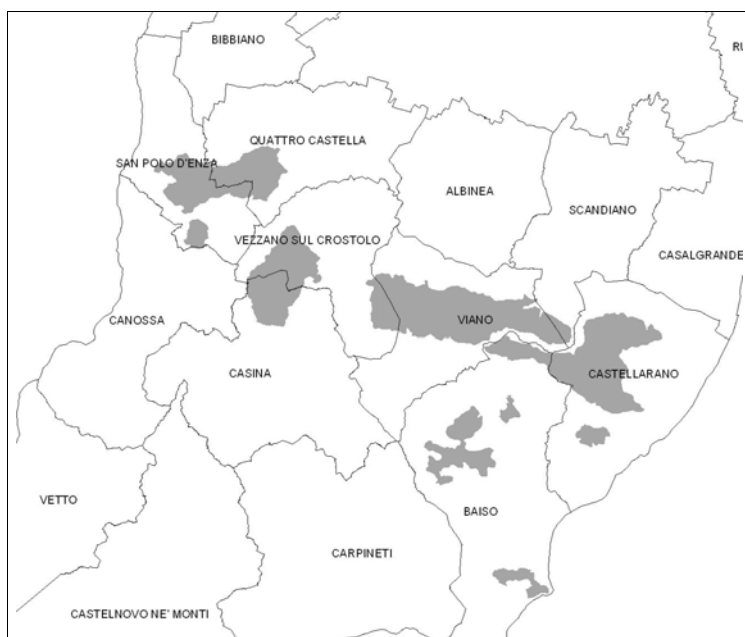 BIBBIANO
RU
QUATTRO CASTELLA
SAN POLO D'ENZA
ALBINEA
SCANDIANO
VEZZANO SUL CROSTOLO
CASALGRANDE
CANOSSA
VIANO
CASINA
CASTELLARANO
VETTO
BAISO
CARPINETI
CASTELNOVO NE' MONTI